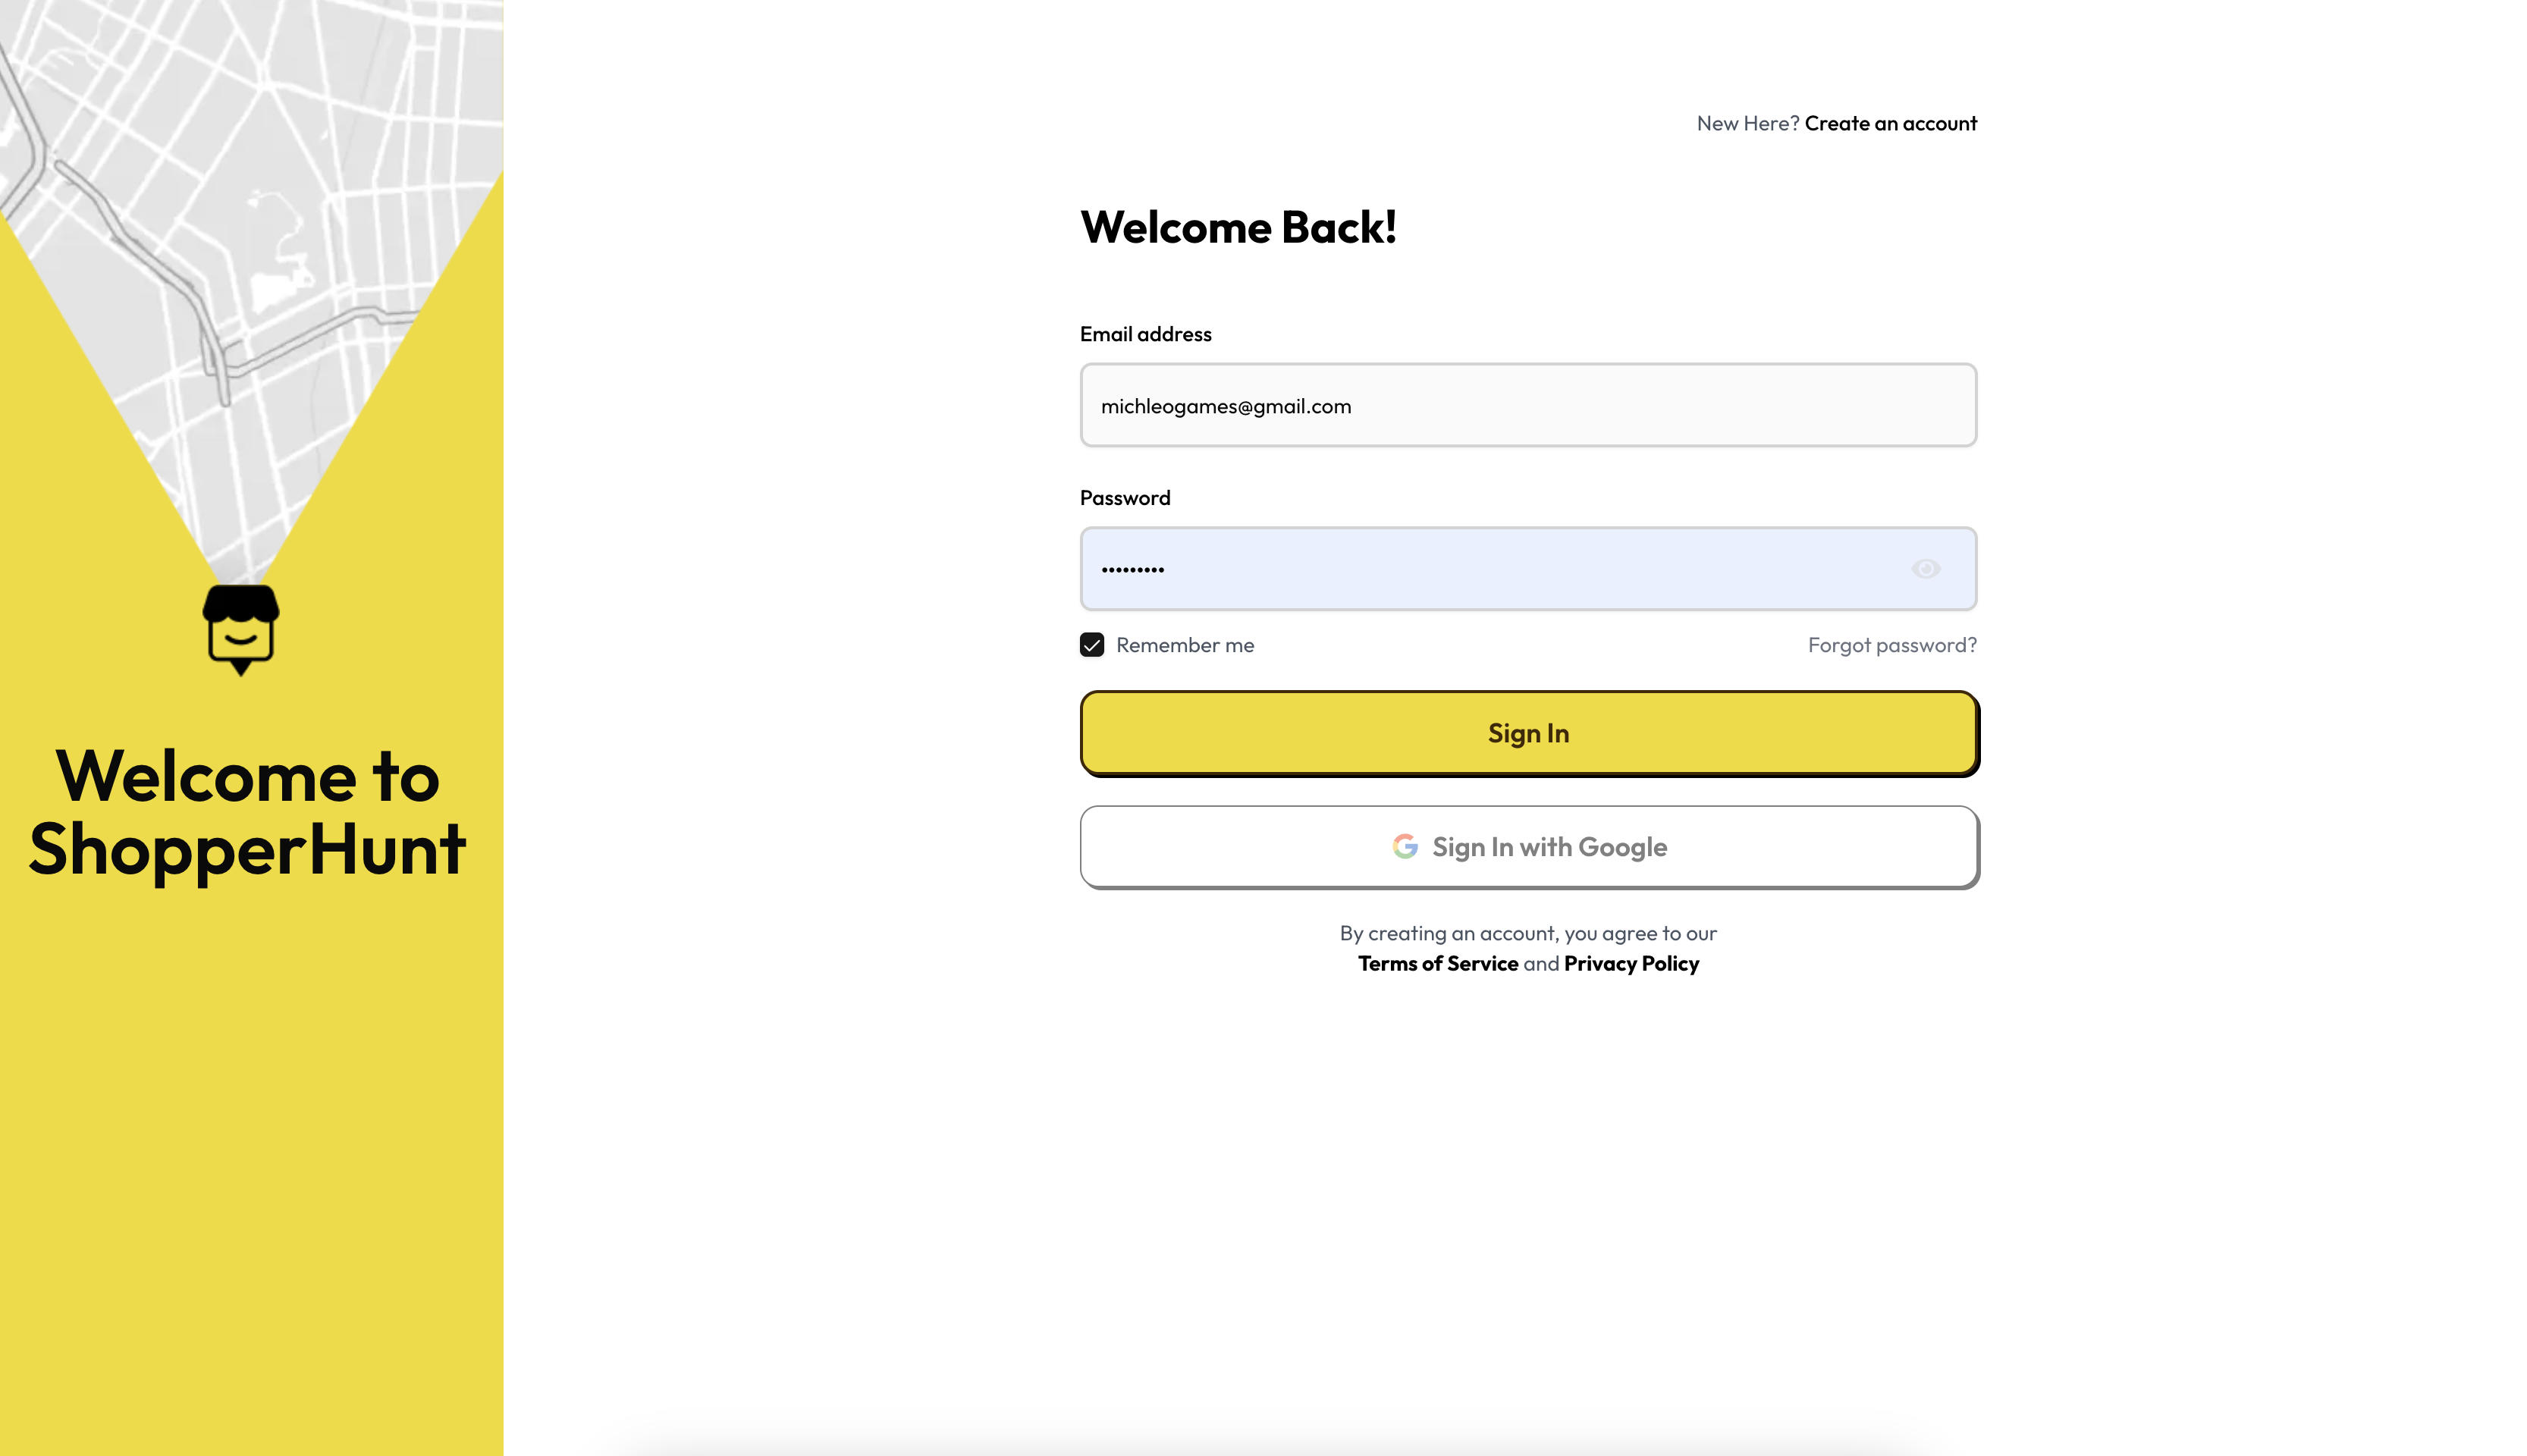 Welcome to
ShopperHunt
New Here? Create an account
Welcome Back!
Email address
michleogames@gmail.com
Password
•••••••••
Remember me
Forgot password?
Sign In
Sign In with Google
By creating an account, you agree to our
Terms of Service and Privacy Policy